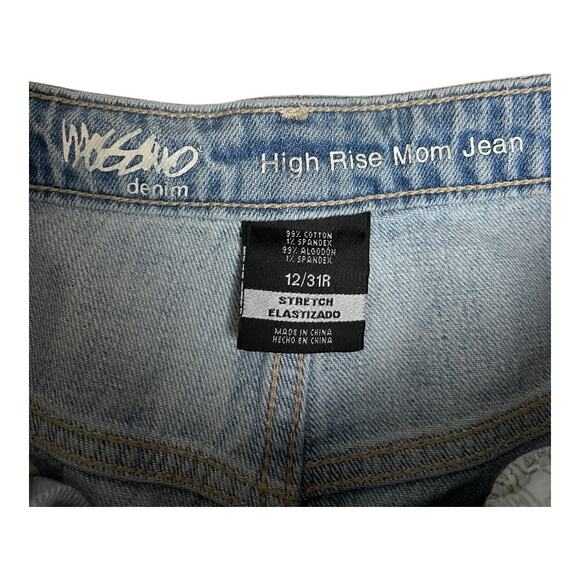 MOSSIMO
denim
High Rise Mom Jean
99% COTTON
1% SPANDEX
99% ALGODÓN
1% SPANDEX
12/31R
STRETCH
ELASTIZADO
MADE IN CHINA
HECHO EN CHINA